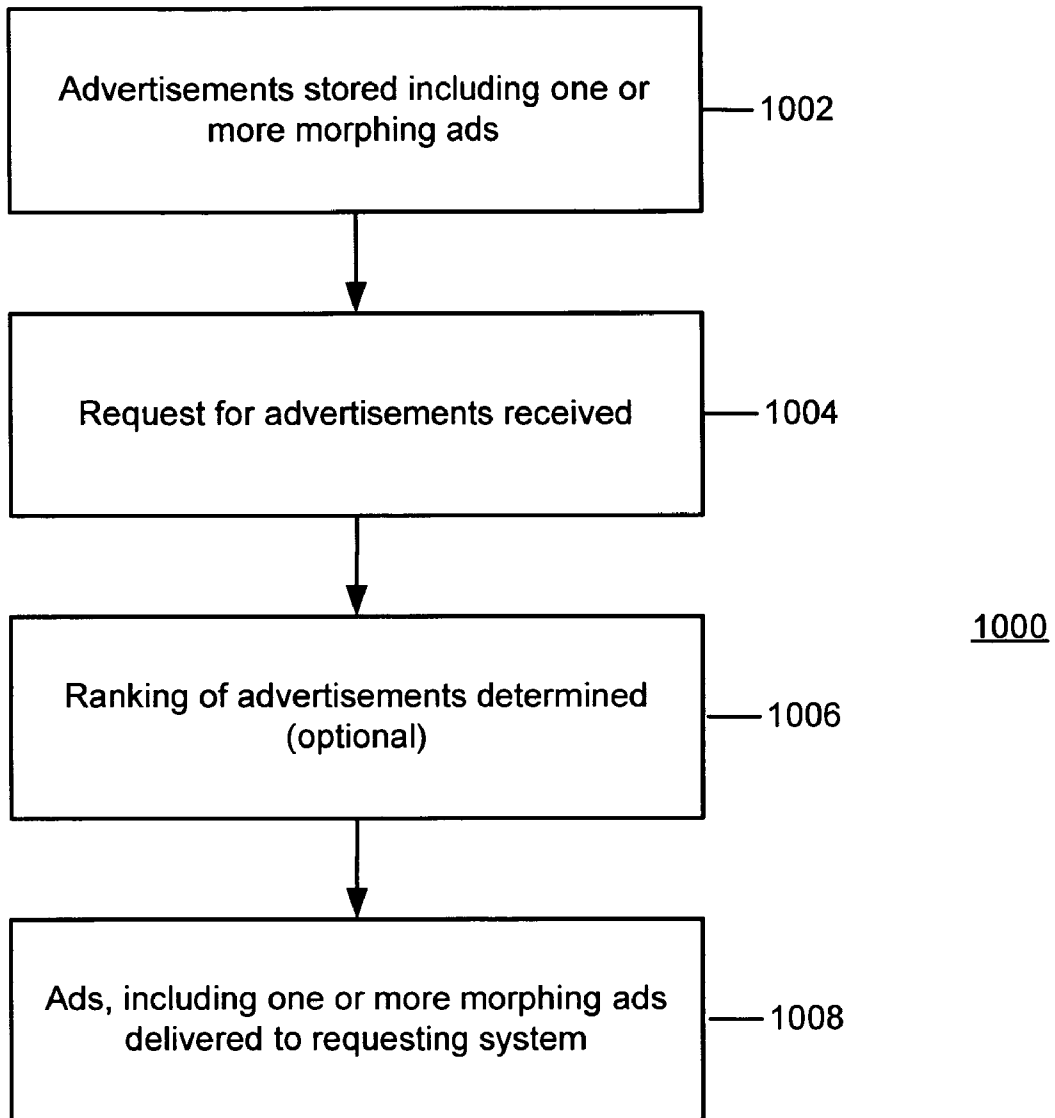 Advertisements stored including one or
more morphing ads
1002
Request for advertisements received
1004
1000
Ranking of advertisements determined
(optional)
1006
Ads, including one or more morphing ads
delivered to requesting system
1008